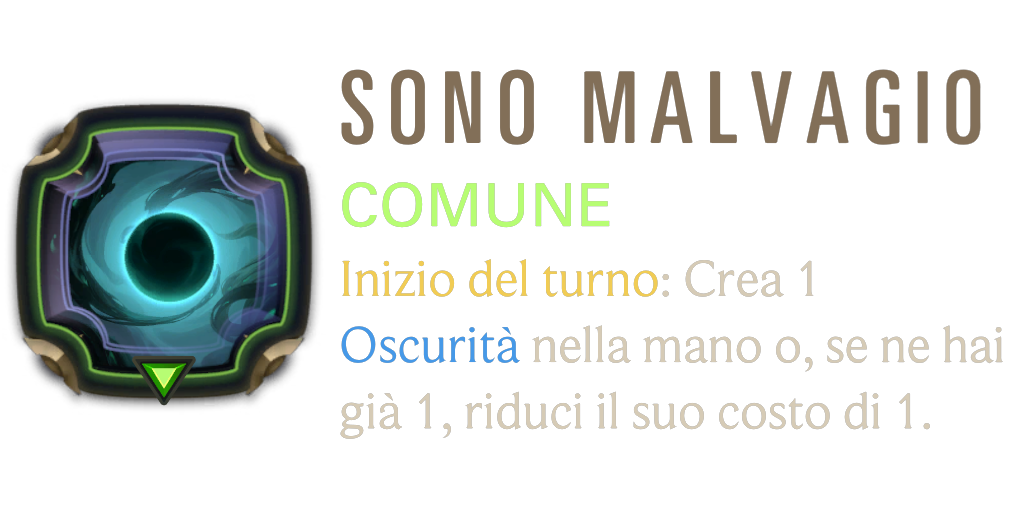 SONO MALVAGIO
COMUNE
Inizio del turno: Crea 1
Oscurità nella mano o, se ne hai
già 1, riduci il suo costo di 1.